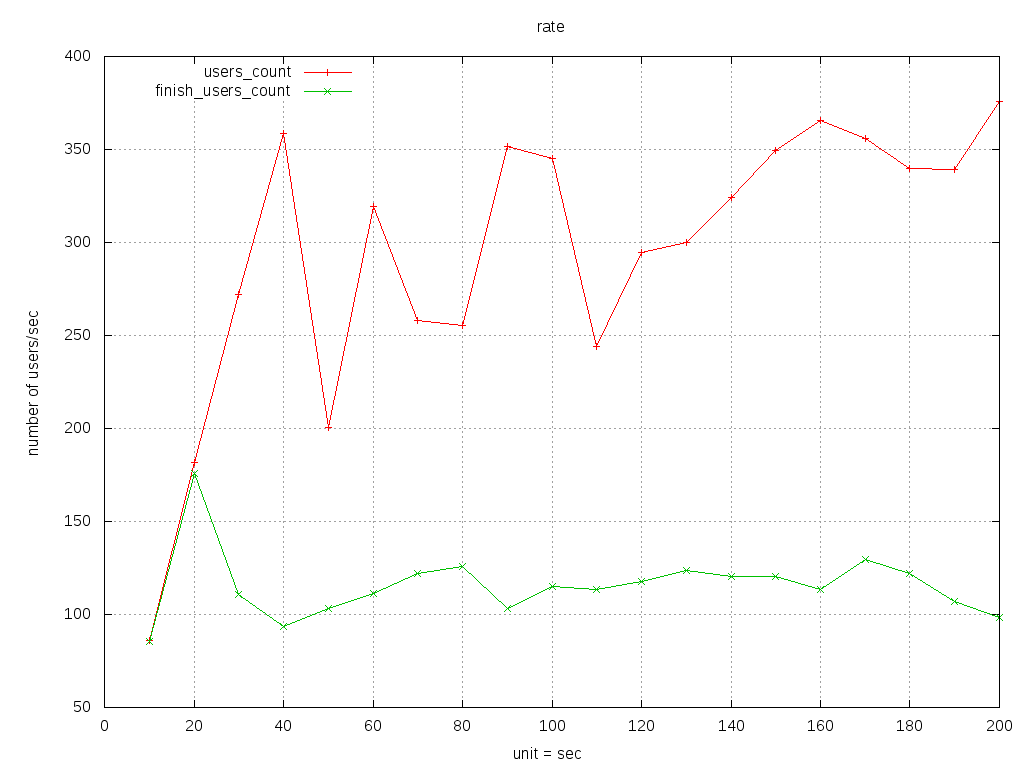 rate
users_count
finish_users_count
400
350
300
250
200
150
100
50
number of users/sec
0 20 40 60 80 100 120 140 160 180 200
unit = sec